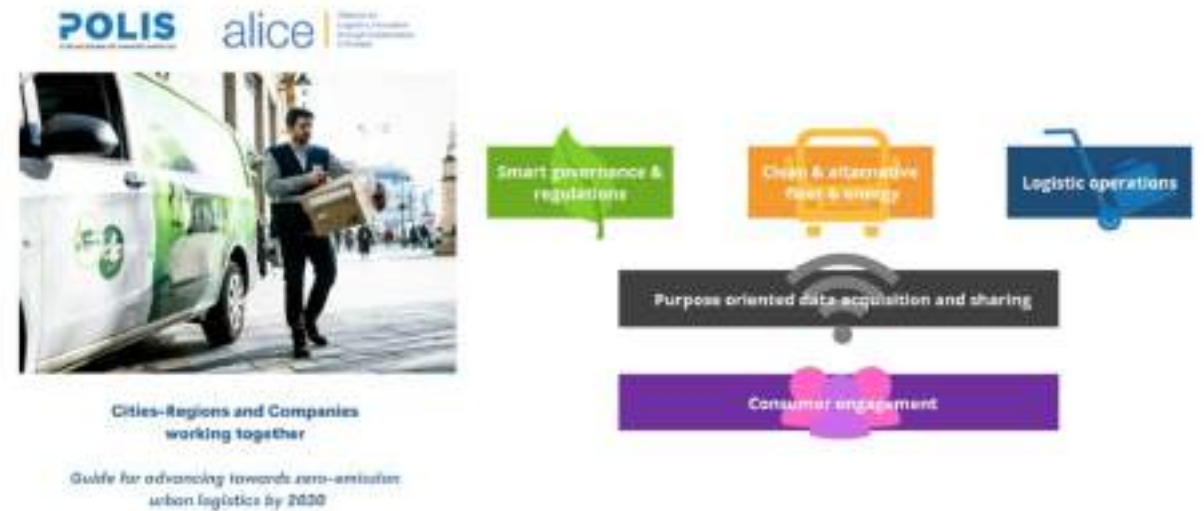 POLIS
alice
Cities-Regions and Companies
working together
Guide for advancing towards zero-emission
urban logistics by 2030
Smart governance &
regulations
Clean & alternative
fleet & energy
Logistic operations
Purpose oriented data acquisition and sharing
Consumer engagement